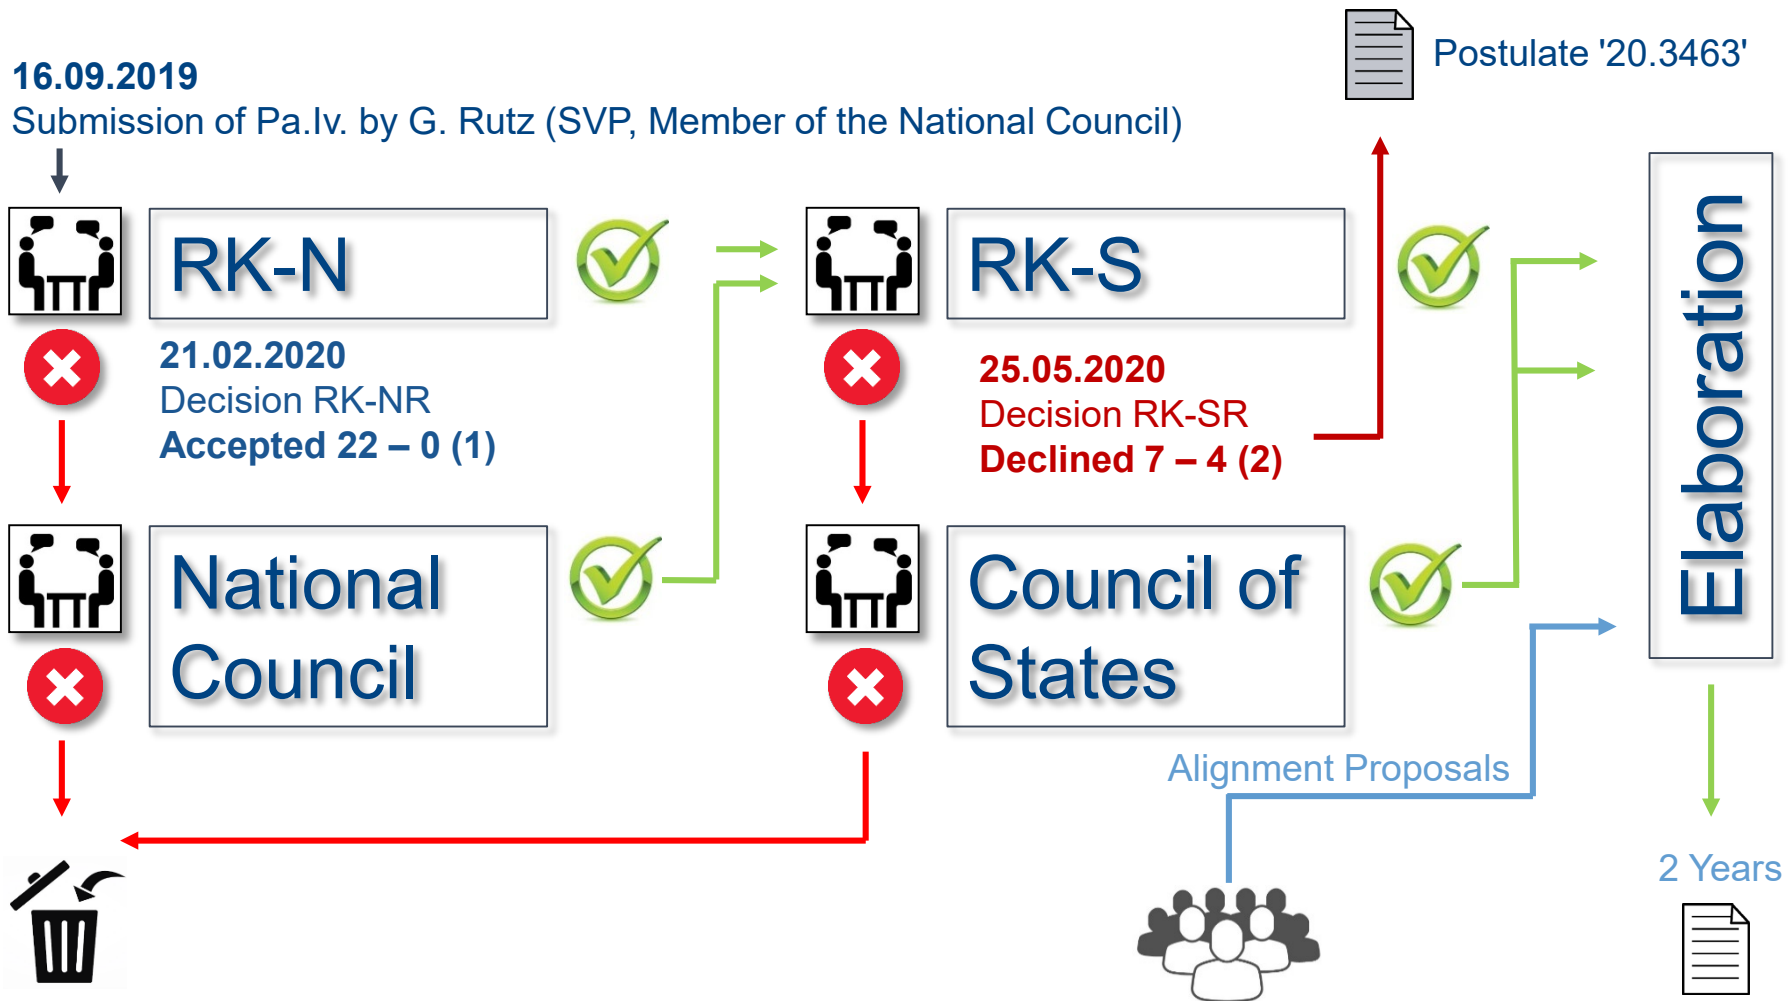 16.09.2019
Submission of Pa.Iv. by G. Rutz (SVP, Member of the National Council)
Postulate '20.3463'
RK-N
21.02.2020
Decision RK-NR
Accepted 22 – 0 (1)
RK-S
25.05.2020
Decision RK-SR
Declined 7 – 4 (2)
National
Council
Council of
States
Elaboration
Alignment Proposals
2 Years